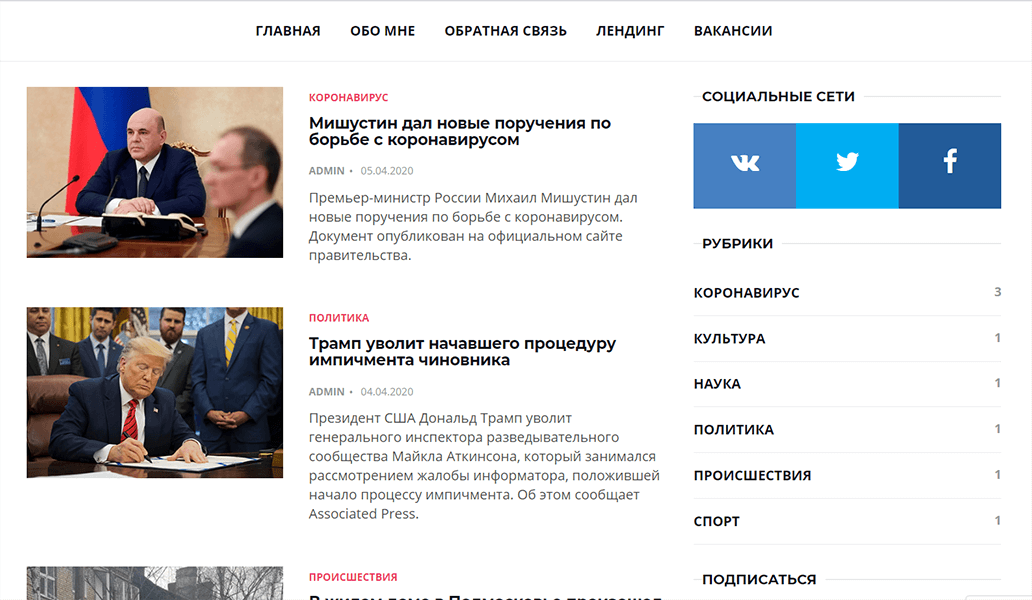 ГЛАВНАЯ ОБО МНЕ ОБРАТНАЯ СВЯЗЬ ЛЕНДИНГ ВАКАНСИИ
КОРОНАВИРУС
Мишустин дал новые поручения по
борьбе с коронавирусом
ADMIN • 05.04.2020
Премьер-министр России Михаил Мишустин дал
новые поручения по борьбе с коронавирусом.
Документ опубликован на официальном сайте
правительства.
ПОЛИТИКА
Трамп уволит начавшего процедуру
импичмента чиновника
ADMIN • 04.04.2020
Президент США Дональд Трамп уволит
генерального инспектора разведывательного
сообщества Майкла Аткинсона, который занимался
рассмотрением жалобы информатора, положившей
начало процессу импичмента. Об этом сообщает
Associated Press.
ПРОИСШЕСТВИЯ
В жилом доме в Подмосковье произошел
СОЦИАЛЬНЫЕ СЕТИ
РУБРИКИ
КОРОНАВИРУС 3
КУЛЬТУРА 1
НАУКА 1
ПОЛИТИКА 1
ПРОИСШЕСТВИЯ 1
СПОРТ 1
ПОДПИСАТЬСЯ